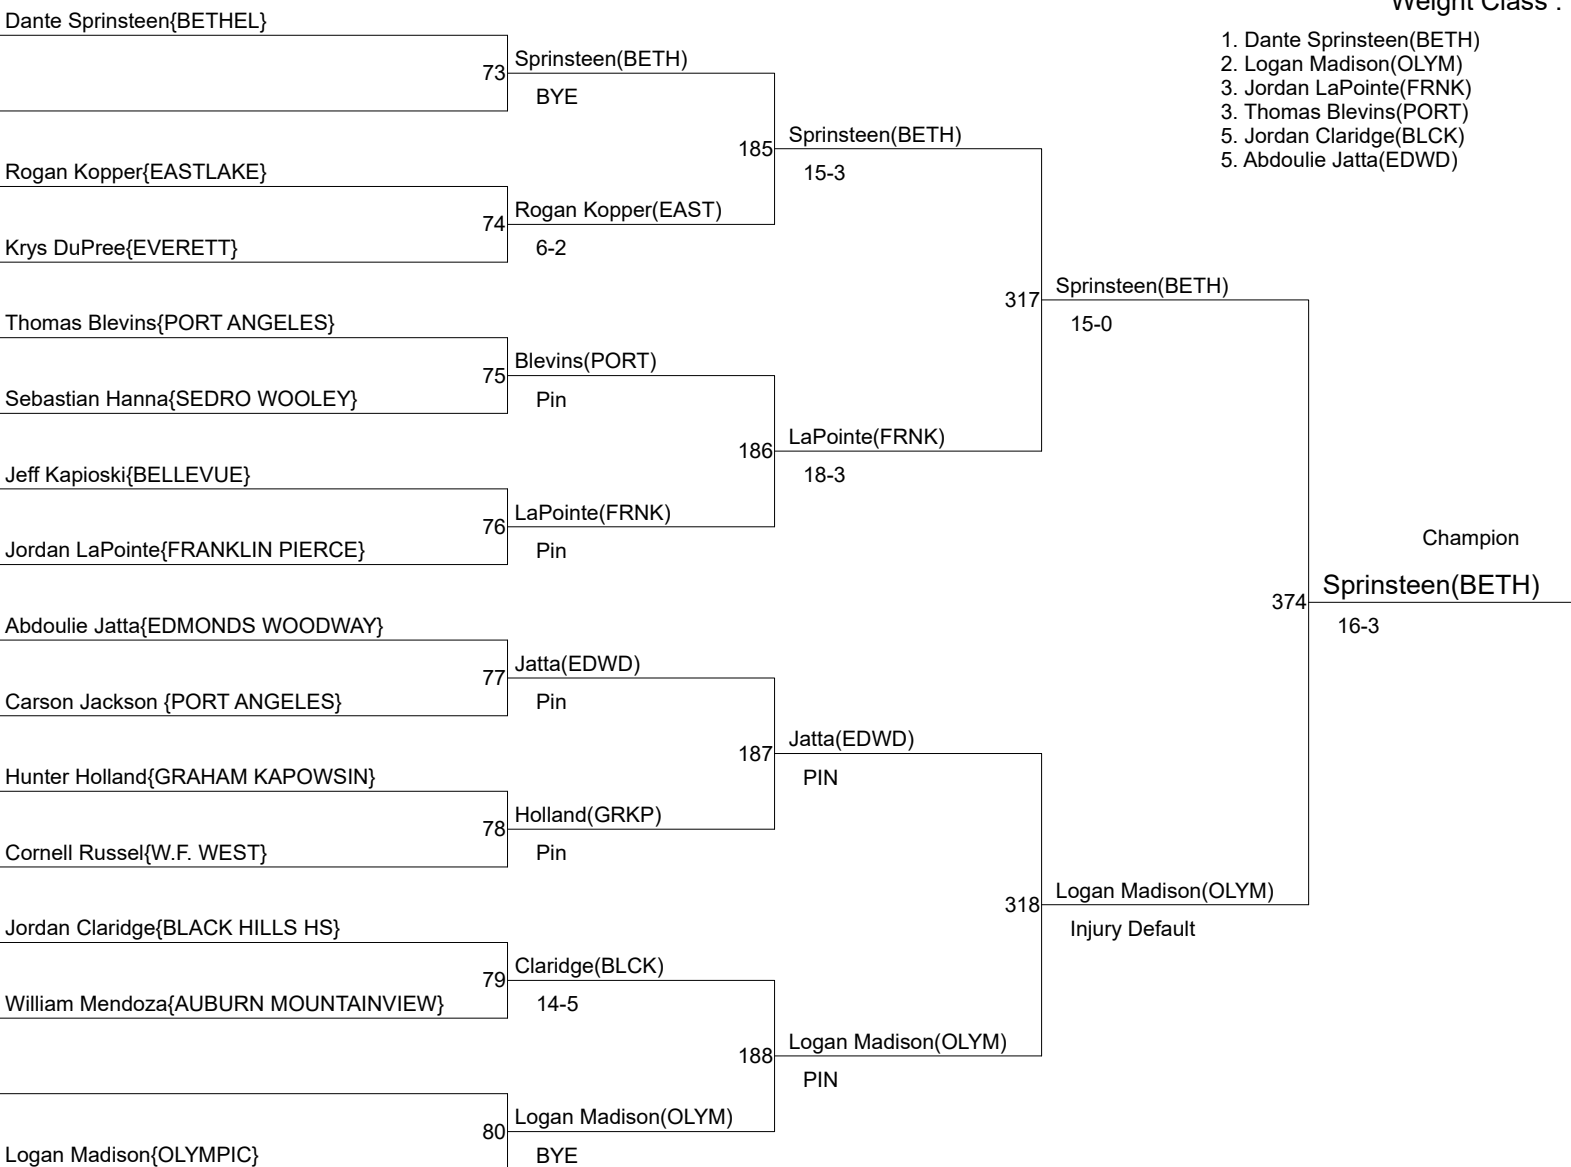 Weight Class :
1. Dante Sprinsteen(BETH)
2. Logan Madison(OLYM)
3. Jordan LaPointe(FRNK)
3. Thomas Blevins(PORT)
5. Jordan Claridge(BLCK)
5. Abdoulie Jatta(EDWD)
Dante Sprinsteen{BETHEL}
73
Sprinsteen(BETH)
BYE
185
Sprinsteen(BETH)
15-3
Rogan Kopper{EASTLAKE}
74
Rogan Kopper(EAST)
6-2
Krys DuPree{EVERETT}
317
Sprinsteen(BETH)
15-0
Thomas Blevins{PORT ANGELES}
75
Blevins(PORT)
Pin
Sebastian Hanna{SEDRO WOOLEY}
186
LaPointe(FRNK)
18-3
Jeff Kapioski{BELLEVUE}
76
LaPointe(FRNK)
Pin
Jordan LaPointe{FRANKLIN PIERCE}
Champion
374
Sprinsteen(BETH)
16-3
Abdoulie Jatta{EDMONDS WOODWAY}
77
Jatta(EDWD)
Pin
Carson Jackson {PORT ANGELES}
187
Jatta(EDWD)
PIN
Hunter Holland{GRAHAM KAPOWSIN}
78
Holland(GRKP)
Pin
Cornell Russel{W.F. WEST}
318
Logan Madison(OLYM)
Injury Default
Jordan Claridge{BLACK HILLS HS}
79
Claridge(BLCK)
14-5
William Mendoza{AUBURN MOUNTAINVIEW}
188
Logan Madison(OLYM)
PIN
80
Logan Madison(OLYM)
BYE
Logan Madison{OLYMPIC}